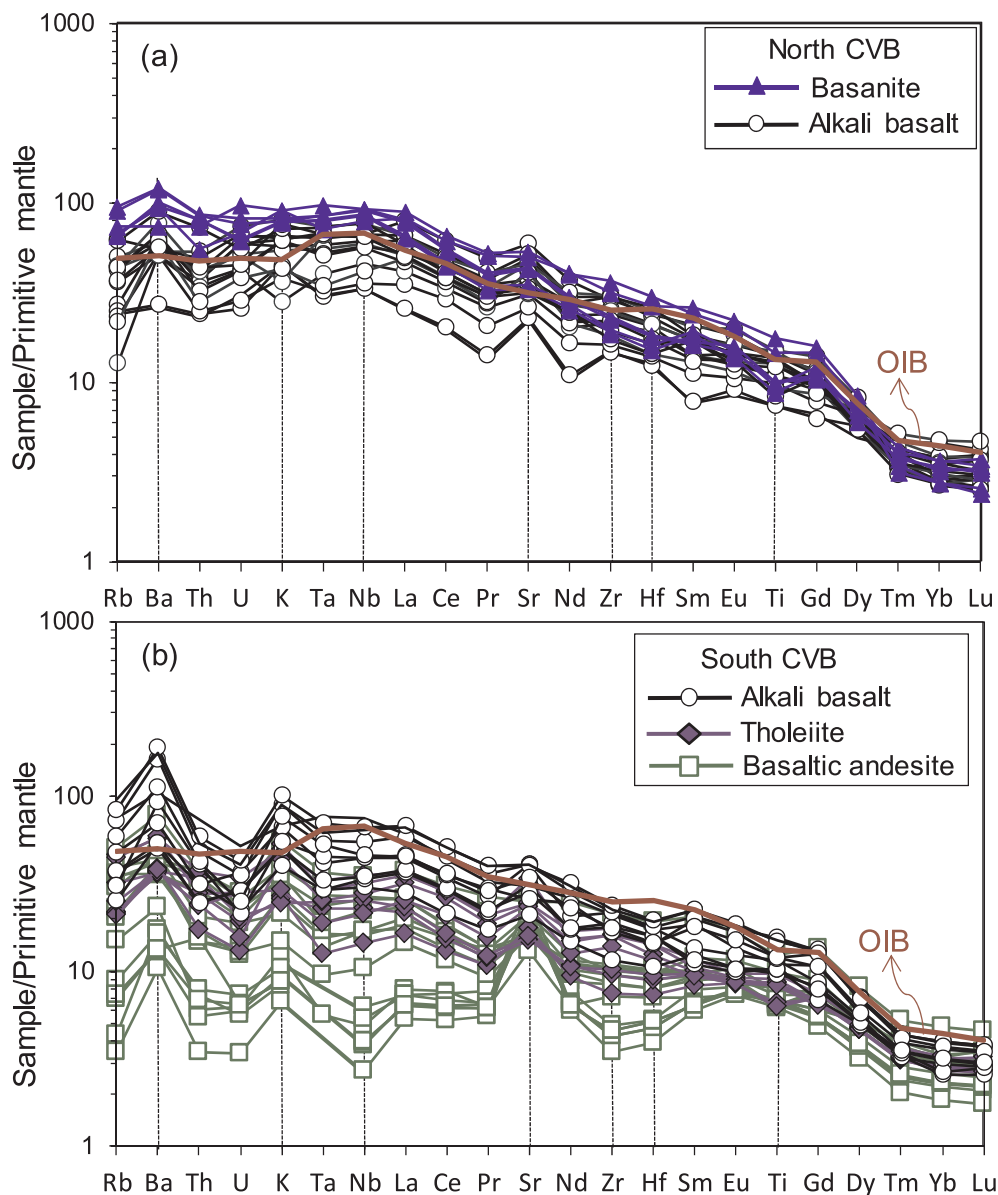 1000
(a)
North CVB
Basanite
Alkali basalt
100
OIB
10
1
Sample/Primitive mantle
Rb Ba Th U K Ta Nb La Ce Pr Sr Nd Zr Hf Sm Eu Ti Gd Dy Tm Yb Lu
1000
(b)
South CVB
Alkali basalt
Tholeiite
Basaltic andesite
100
OIB
10
1
Sample/Primitive mantle
Rb Ba Th U K Ta Nb La Ce Pr Sr Nd Zr Hf Sm Eu Ti Gd Dy Tm Yb Lu